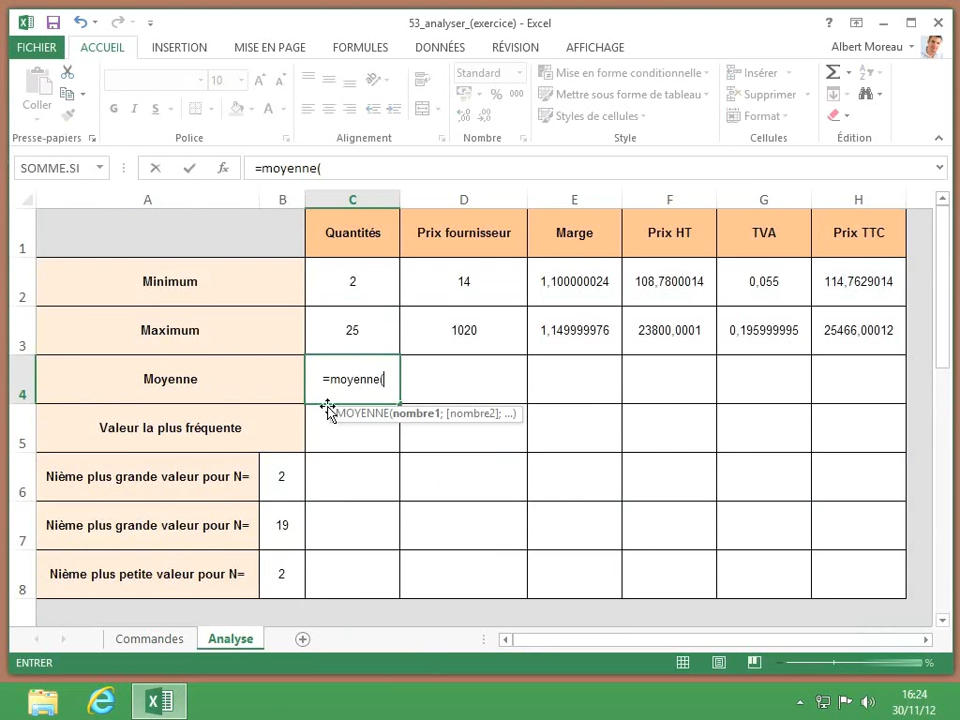 53_analyser_(exercice) - Excel
FICHIER ACCUEIL INSERTION MISE EN PAGE FORMULES DONNÉES RÉVISION AFFICHAGE Albert Moreau
Coller 10 Standard Mise en forme conditionnelle Insérer
G I S A % 000 Mettre sous forme de tableau Supprimer
Styles de cellules Format
Presse-papiers Police Alignement Nombre Style Cellules Édition
SOMME.SI =moyenne(
A B C D E F G H
1 Quantités Prix fournisseur Marge Prix HT TVA Prix TTC
2 Minimum 2 14 1,100000024 108,7800014 0,055 114,7629014
3 Maximum 25 1020 1,149999976 23800,0001 0,195999995 25466,00012
4 Moyenne =moyenne(
MOYENNE(nombre1; [nombre2]; ...)
5 Valeur la plus fréquente
6 Nième plus grande valeur pour N= 2
7 Nième plus grande valeur pour N= 19
8 Nième plus petite valeur pour N= 2
Commandes Analyse
ENTRER %
16:24
30/11/12